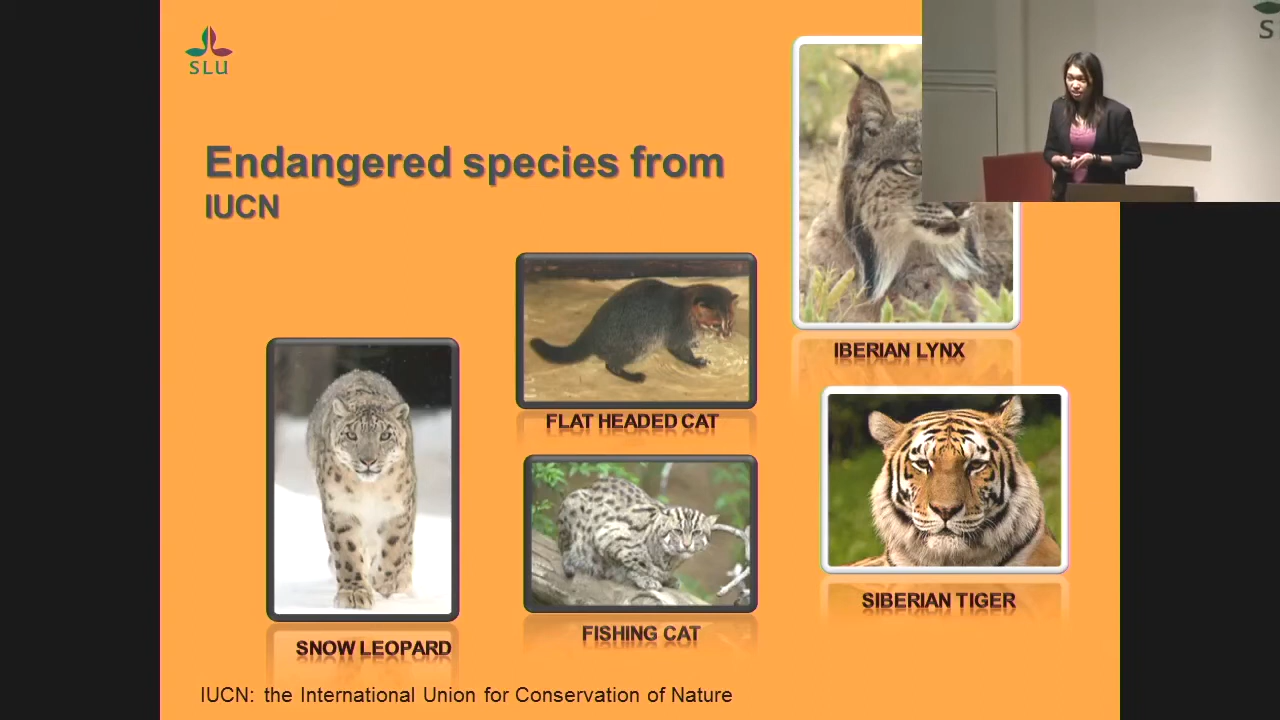 SLU
S
Endangered species from
IUCN
IBERIAN LYNX
FLAT HEADED CAT
SIBERIAN TIGER
FISHING CAT
SNOW LEOPARD
IUCN: the International Union for Conservation of Nature